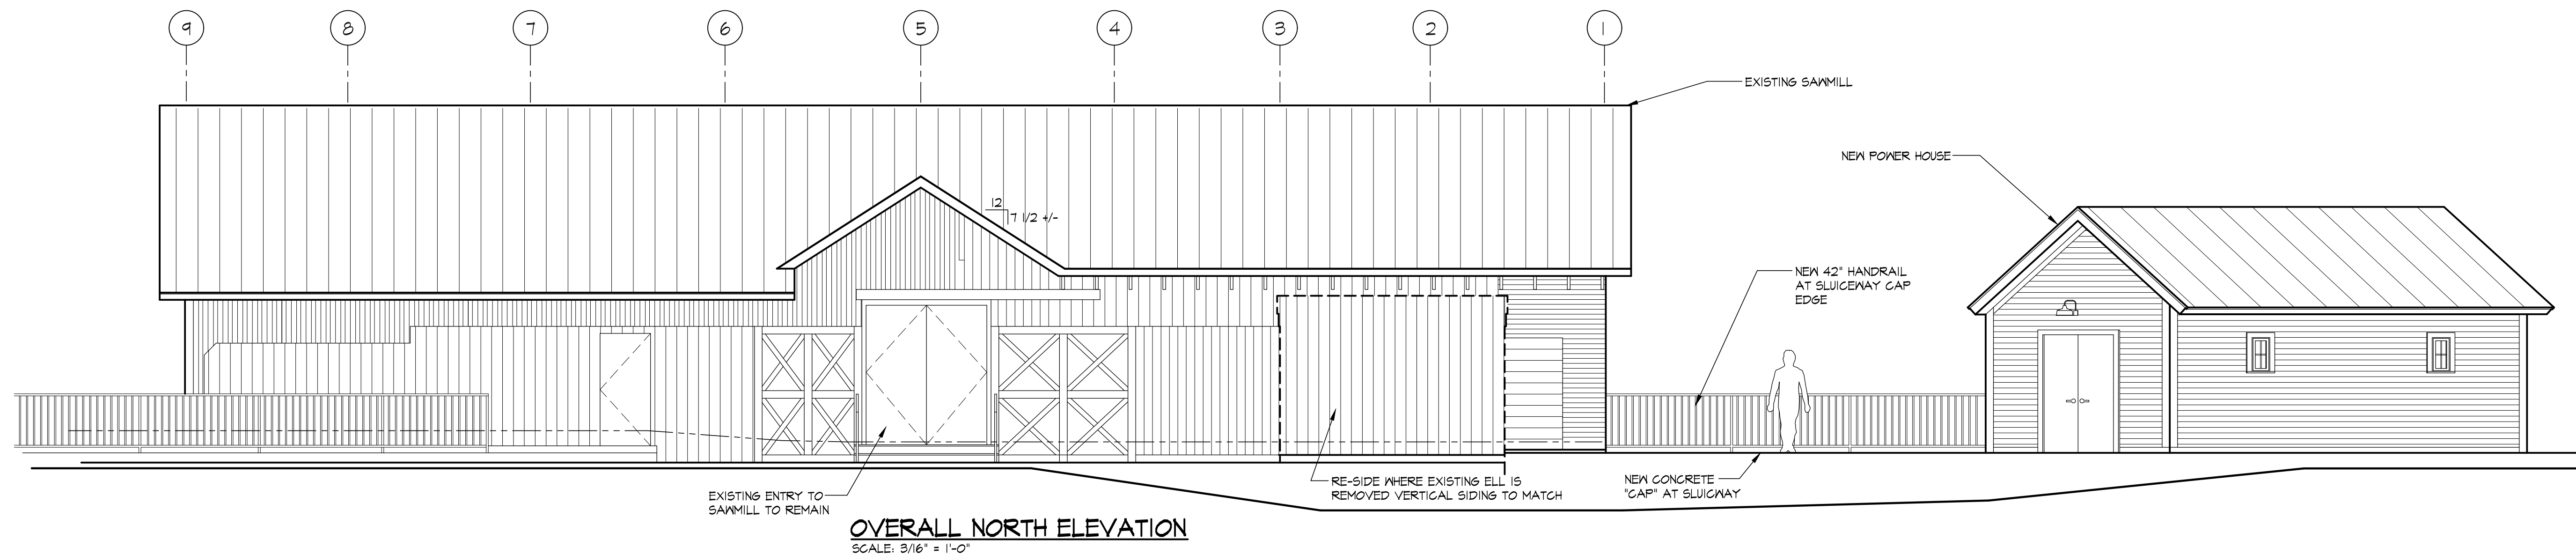 9 8 7 6 5 4 3 2 1
EXISTING SAWMILL
NEW POWER HOUSE
12
7 1/2 +/-
NEW 42" HANDRAIL
AT SLUICEWAY CAP
EDGE
EXISTING ENTRY TO
SAWMILL TO REMAIN
RE-SIDE WHERE EXISTING ELL IS
REMOVED VERTICAL SIDING TO MATCH
NEW CONCRETE
"CAP" AT SLUICWAY
OVERALL NORTH ELEVATION
SCALE: 3/16" = 1'-0"